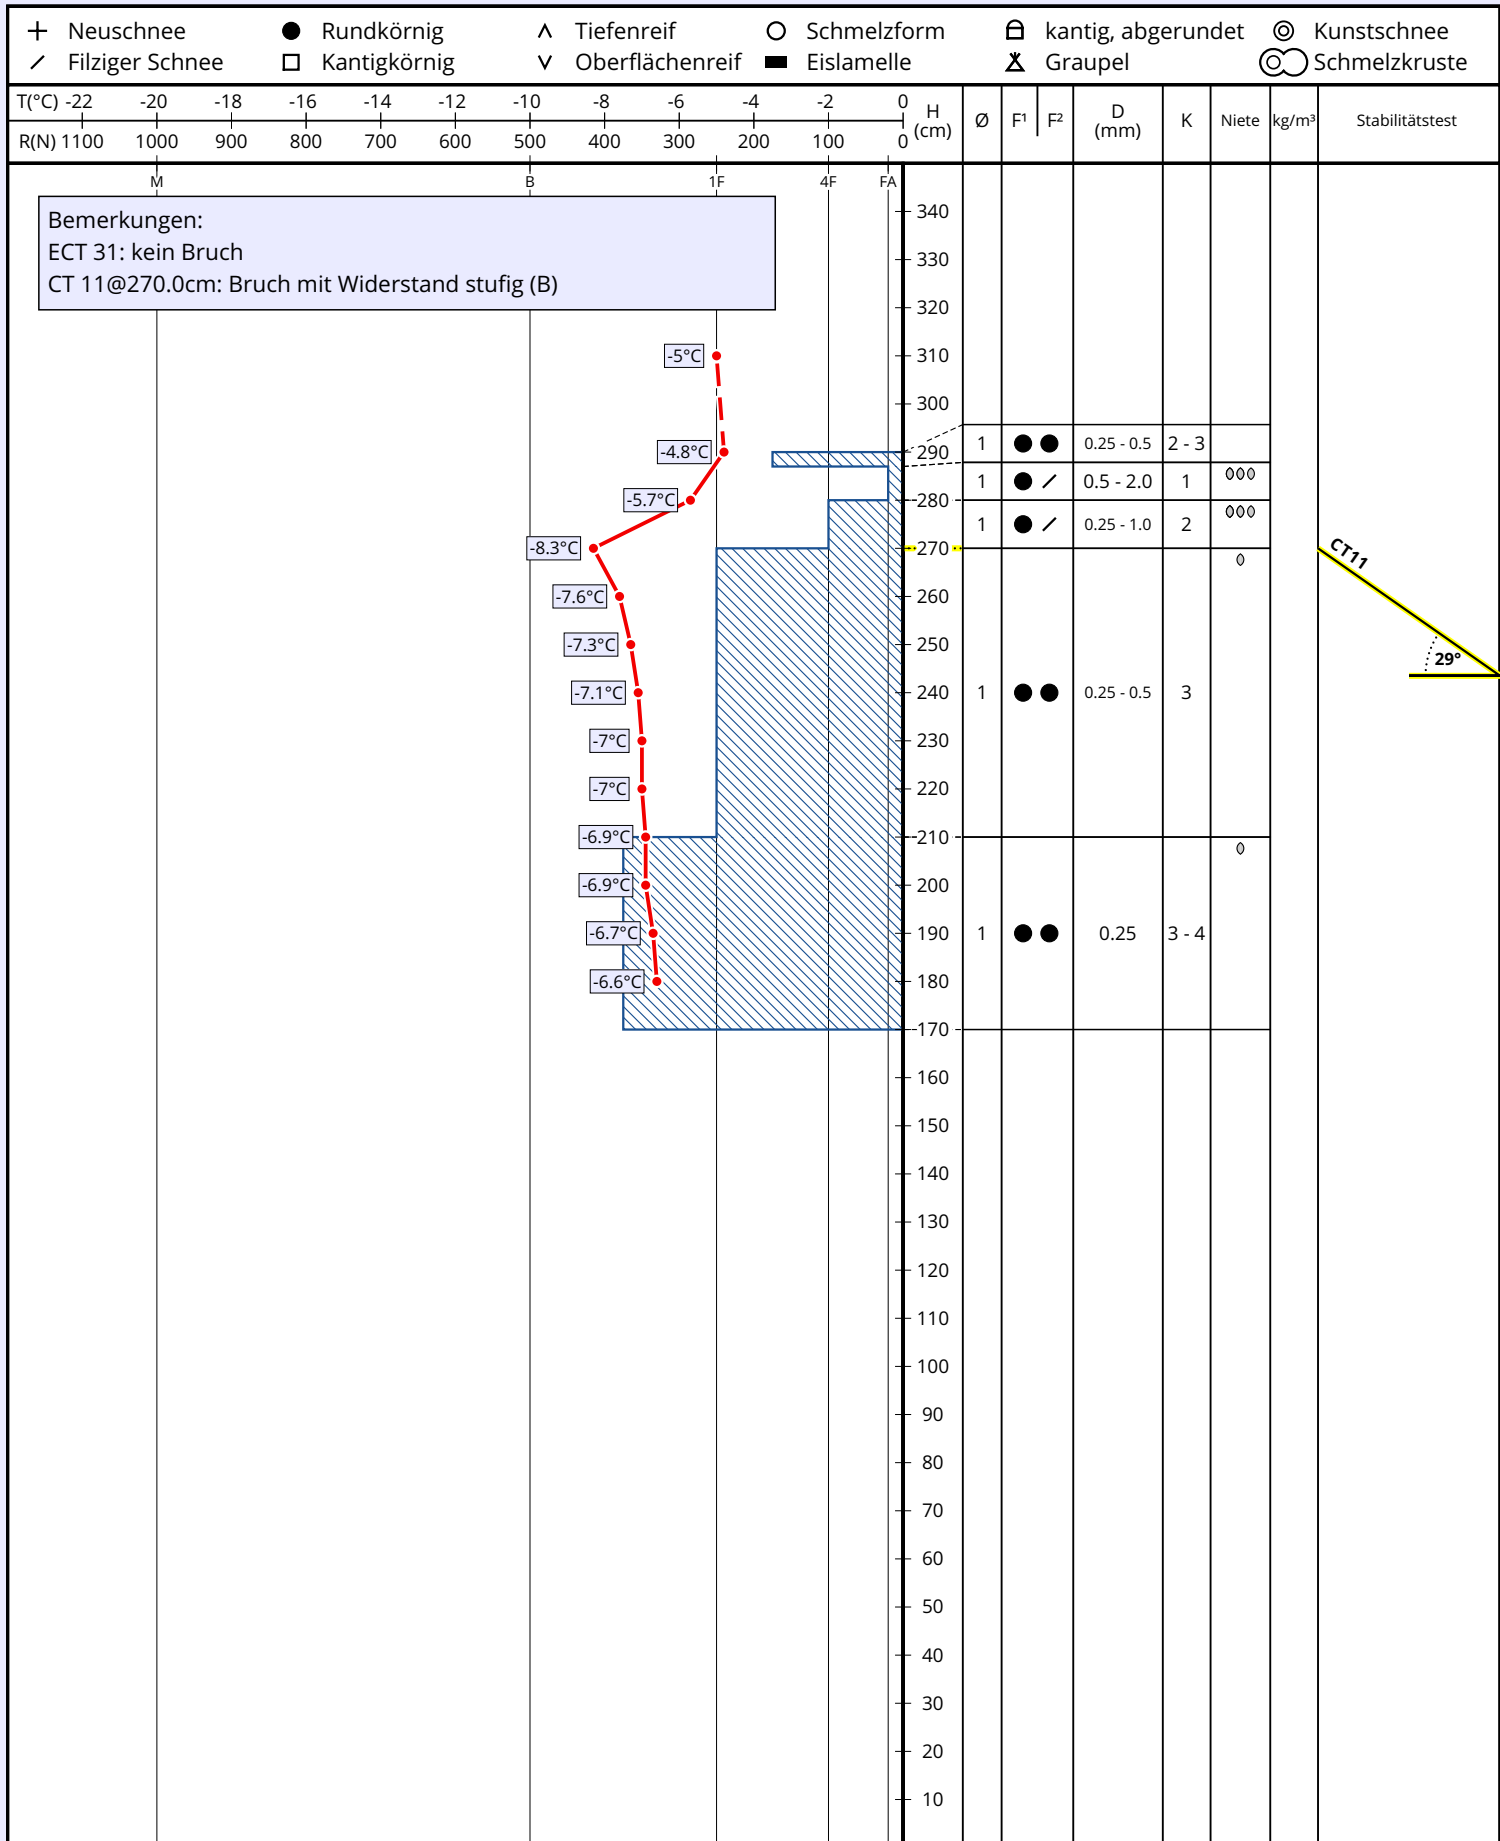 Neuschnee Rundkörnig Tiefenreif Schmelzform kantig, abgerundet Kunstschnee
Filziger Schnee Kantigkörnig Oberflächenreif Eislamelle Graupel Schmelzkruste
T(°C) -22 -20 -18 -16 -14 -12 -10 -8 -6 -4 -2 0
R(N) 1100 1000 900 800 700 600 500 400 300 200 100 0
H (cm) Ø F¹ F² D (mm) K Niete kg/m³ Stabilitätstest
M B 1F 4F FA
Bemerkungen:
ECT 31: kein Bruch
CT 11@270.0cm: Bruch mit Widerstand stufig (B)
340
330
320
-5°C 310
300
1 0.25 - 0.5 2 - 3
-4.8°C 290
1 0.5 - 2.0 1
-5.7°C 280
1 0.25 - 1.0 2
-8.3°C 270 CT11
-7.6°C 260
-7.3°C 250
29°
-7.1°C 240 1 0.25 - 0.5 3
-7°C 230
-7°C 220
-6.9°C 210
-6.9°C 200
-6.7°C 190 1 0.25 3 - 4
-6.6°C 180
170
160
150
140
130
120
110
100
90
80
70
60
50
40
30
20
10